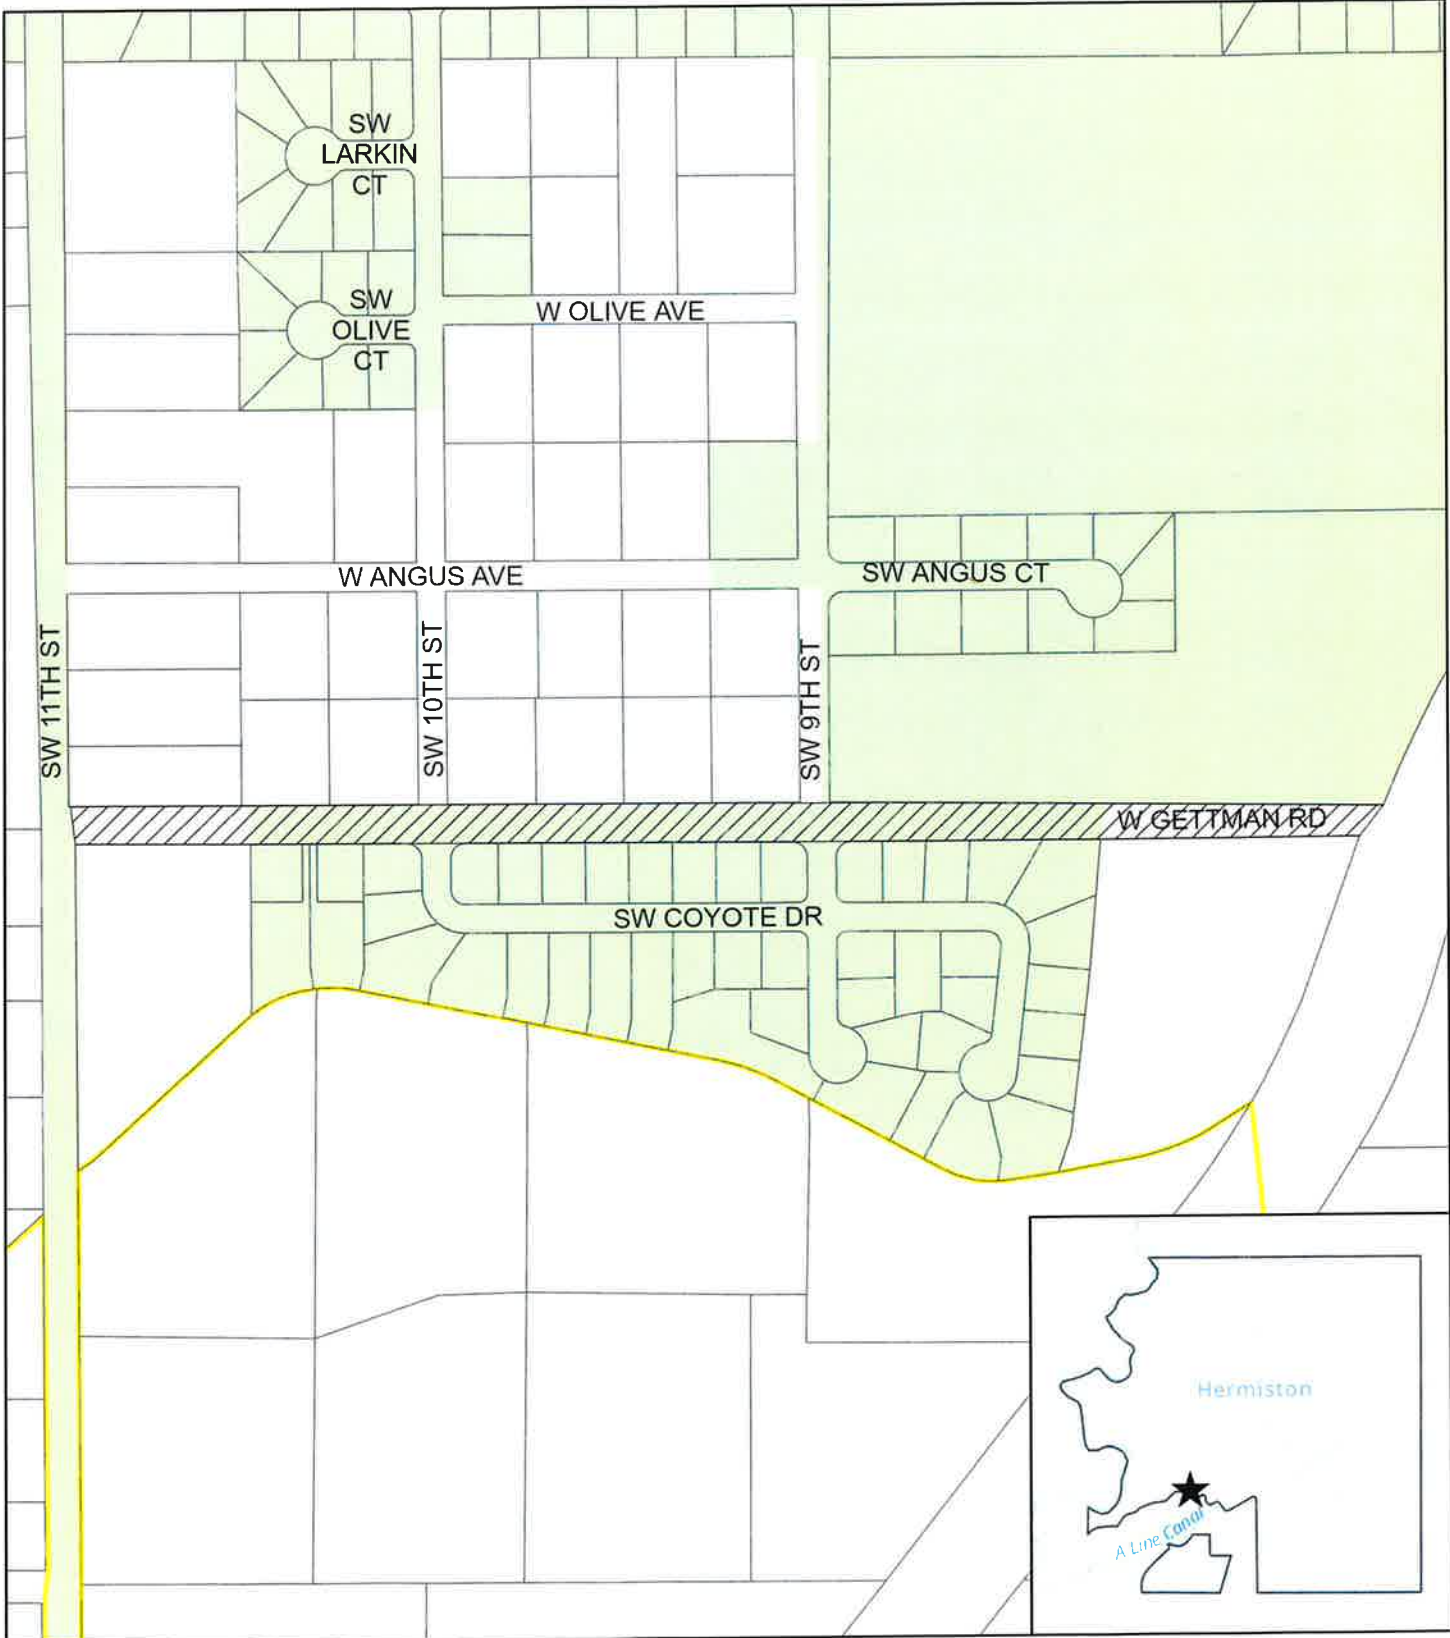 SW
LARKIN
CT
SW
OLIVE
CT
W OLIVE AVE
W ANGUS AVE
SW ANGUS CT
SW 11TH ST
SW 10TH ST
SW 9TH ST
W GETTMAN RD
SW COYOTE DR
Hermiston
A Line Canal